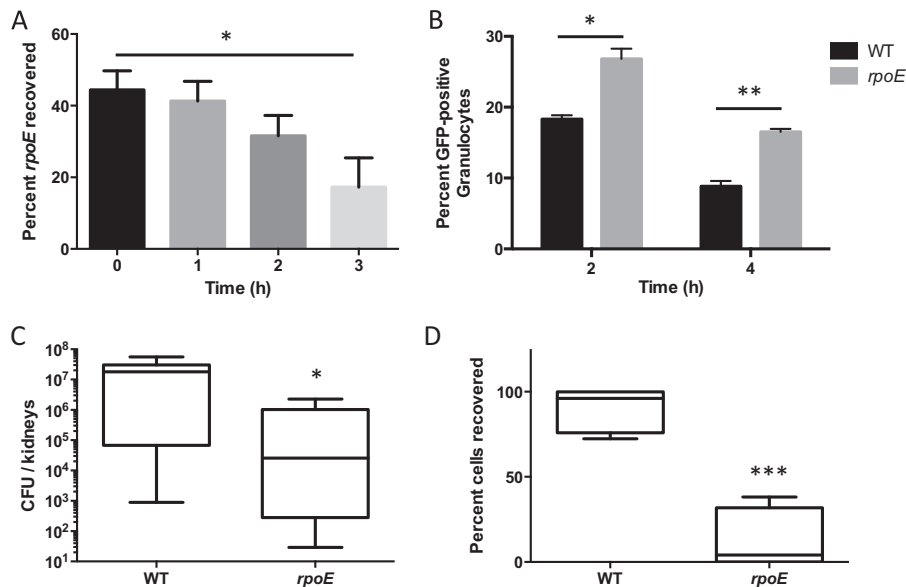 A
Percent rpoE recovered
60
40
20
0
*
0 1 2 3
Time (h)
B
Percent GFP-positive
Granulocytes
30
20
10
0
*
**
2 4
Time (h)
WT
rpoE
C
CFU / kidneys
10^8
10^7
10^6
10^5
10^4
10^3
10^2
10^1
*
WT rpoE
D
Percent cells recovered
100
50
0
***
WT rpoE